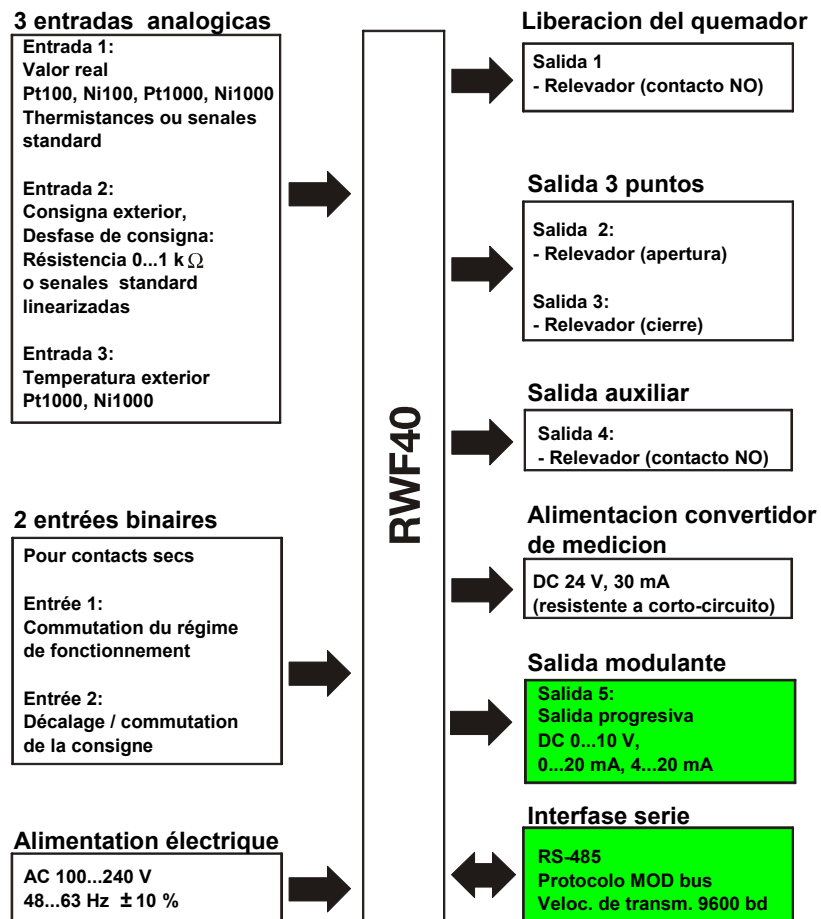 3 entradas analogicas
Entrada 1:
Valor real
Pt100, Ni100, Pt1000, Ni1000
Thermistances ou senales
standard
Entrada 2:
Consigna exterior,
Desfase de consigna:
Résistencia 0...1 k Ω
o senales standard
linearizadas
Entrada 3:
Temperatura exterior
Pt1000, Ni1000
2 entrées binaires
Pour contacts secs
Entrée 1:
Commutation du régime
de fonctionnement
Entrée 2:
Décalage / commutation
de la consigne
Alimentation électrique
AC 100...240 V
48...63 Hz ± 10 %
RWF40
Liberacion del quemador
Salida 1
- Relevador (contacto NO)
Salida 3 puntos
Salida 2:
- Relevador (apertura)
Salida 3:
- Relevador (cierre)
Salida auxiliar
Salida 4:
- Relevador (contacto NO)
Alimentacion convertidor
de medicion
DC 24 V, 30 mA
(resistente a corto-circuito)
Salida modulante
Salida 5:
Salida progresiva
DC 0...10 V,
0...20 mA, 4...20 mA
Interfase serie
RS-485
Protocolo MOD bus
Veloc. de transm. 9600 bd